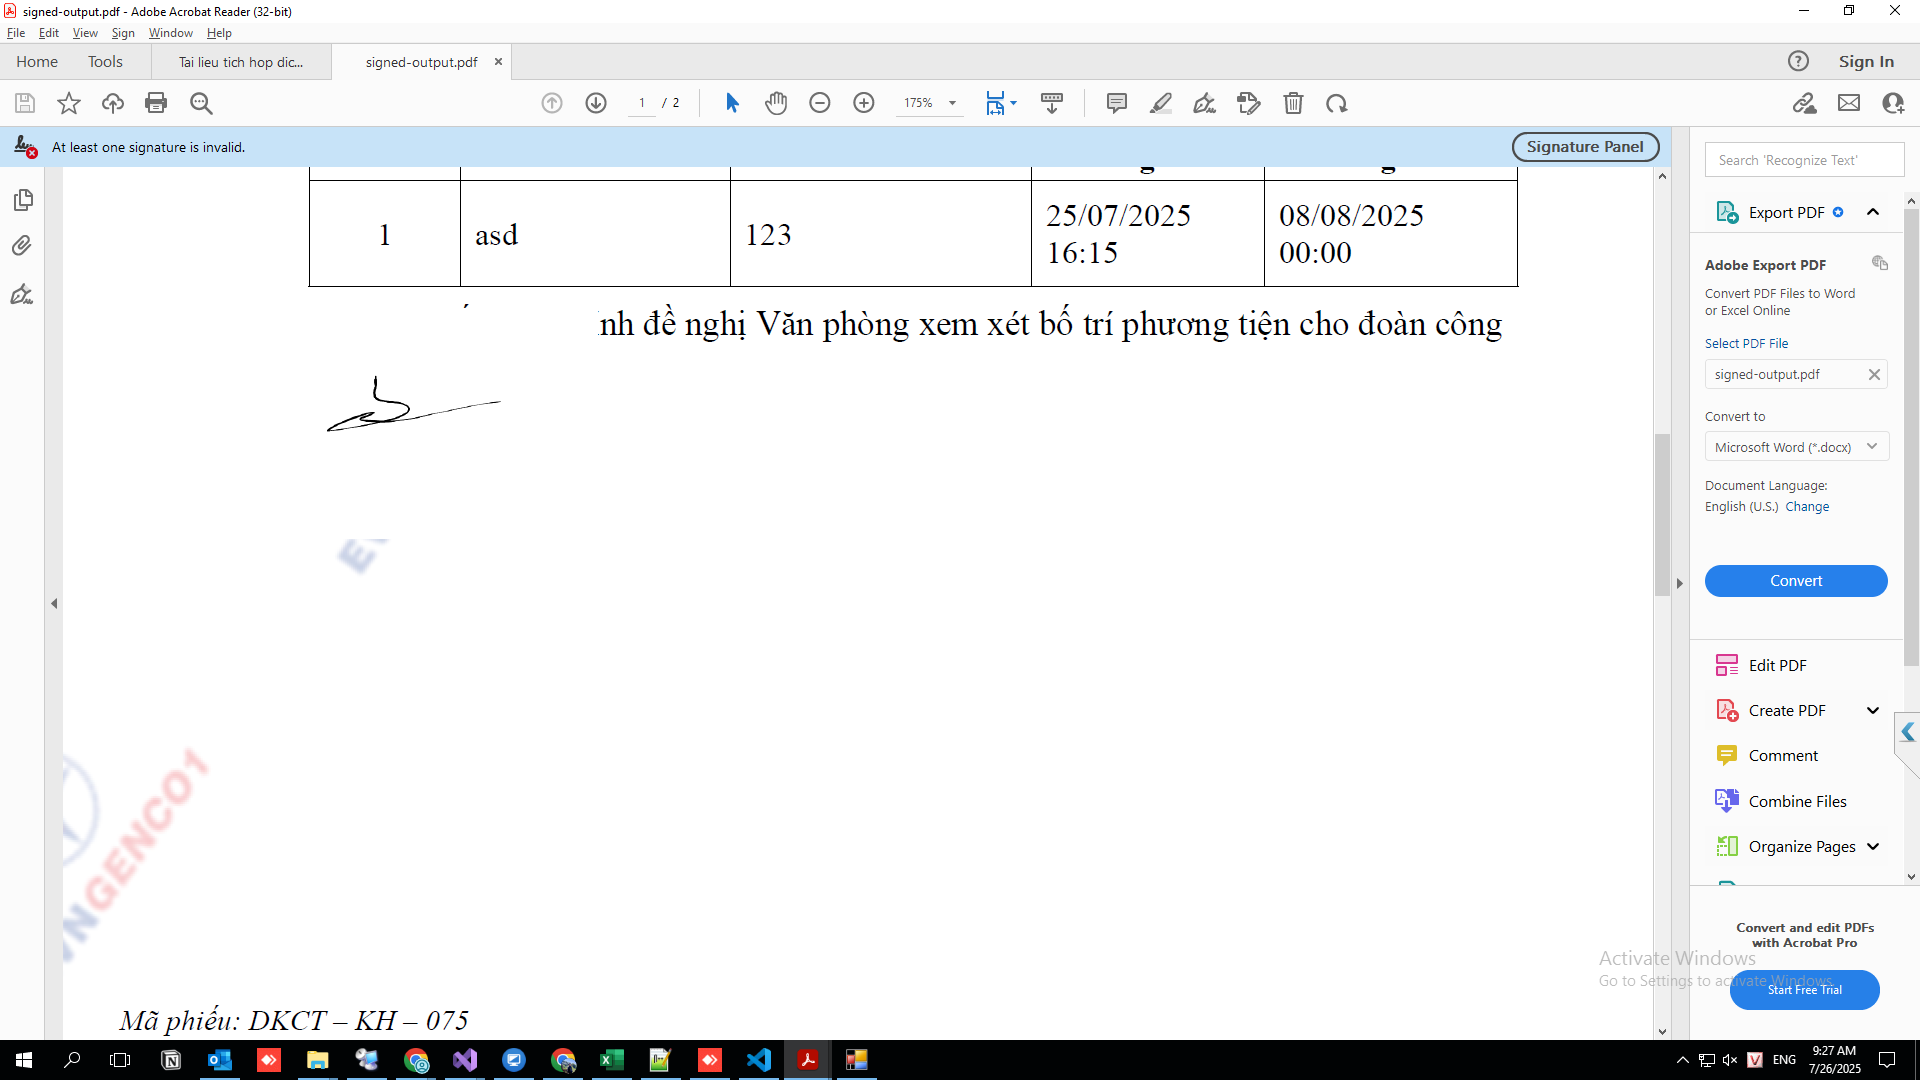 signed-output.pdf - Adobe Acrobat Reader (32-bit)
File Edit View Sign Window Help
Home Tools Tai lieu tich hop dic... signed-output.pdf × Sign In
1 / 2 175%
At least one signature is invalid. Signature Panel
1 asd 123 25/07/2025 16:15 08/08/2025 00:00
đề nghị Văn phòng xem xét bố trí phương tiện cho đoàn công
GENCO1
Mã phiếu: DKCT – KH – 075
Search 'Recognize Text'
Export PDF
Adobe Export PDF
Convert PDF Files to Word
or Excel Online
Select PDF File
signed-output.pdf
Convert to
Microsoft Word (*.docx)
Document Language:
English (U.S.) Change
Convert
Edit PDF
Create PDF
Comment
Combine Files
Organize Pages
Convert and edit PDFs
with Acrobat Pro
Start Free Trial
Activate Windows
Go to Settings to activate Windows.
ENG
9:27 AM
7/26/2025